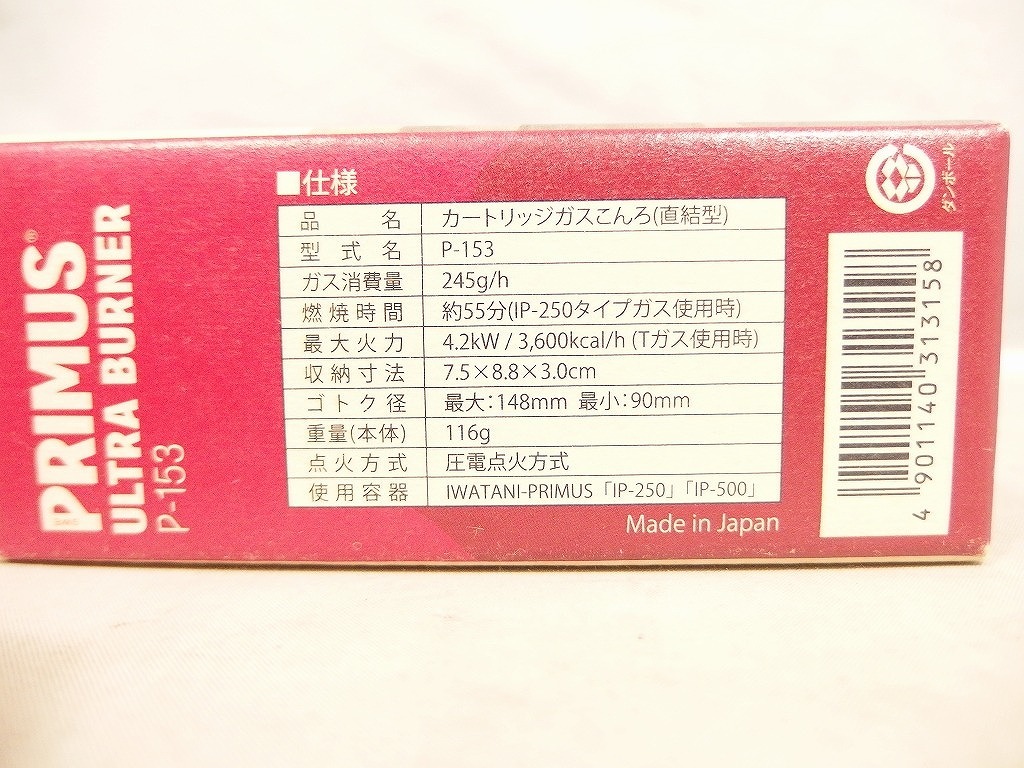 PRIMUS®
ULTRA BURNER
P-153
■仕様
品名 カートリッジガスこんろ(直結型)
型式名 P-153
ガス消費量 245g/h
燃焼時間 約55分(IP-250タイプガス使用時)
最大火力 4.2kW / 3,600kcal/h (Tガス使用時)
収納寸法 7.5×8.8×3.0cm
ゴトク径 最大:148mm 最小:90mm
重量(本体) 116g
点火方式 圧電点火方式
使用容器 IWATANI-PRIMUS「IP-250」「IP-500」
Made in Japan
ダンボール
4 901140 313158